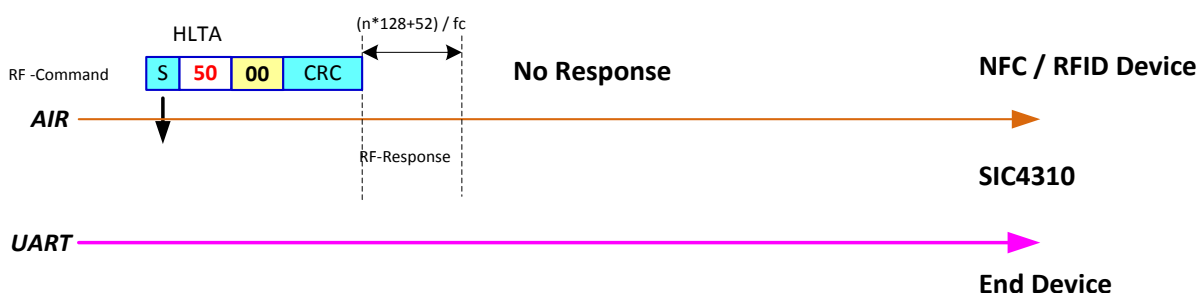 (n*128+52) / fc
HLTA
RF -Command
S 50 00 CRC
No Response
NFC / RFID Device
AIR
RF-Response
SIC4310
UART
End Device